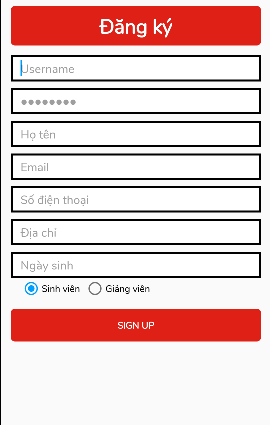 Đăng ký
Username
●●●●●●●●
Họ tên
Email
Số điện thoại
Địa chỉ
Ngày sinh
Sinh viên Giảng viên
SIGN UP